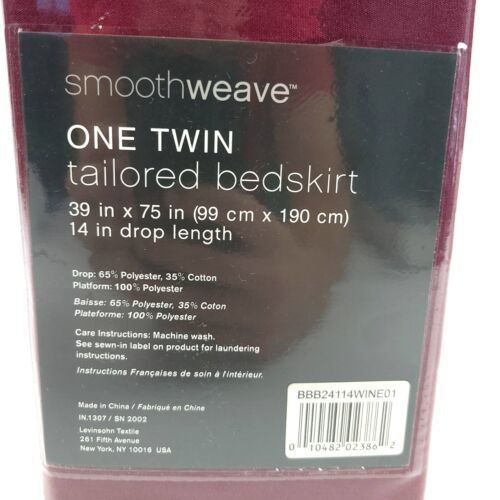 smoothweave™
ONE TWIN
tailored bedskirt
39 in x 75 in (99 cm x 190 cm)
14 in drop length
Drop: 65% Polyester, 35% Cotton
Platform: 100% Polyester
Baisse: 65% Polyester, 35% Coton
Plateforme: 100% Polyester
Care Instructions: Machine wash.
See sewn-in label on product for laundering
instructions.
Instructions Françaises de soin à l'intérieur.
Made in China / Fabriqué en Chine
IN.1307 / SN 2002
Levinsohn Textile
261 Fifth Avenue
New York, NY 10016 USA
BBB24114WINE01
0 10482 02386 2